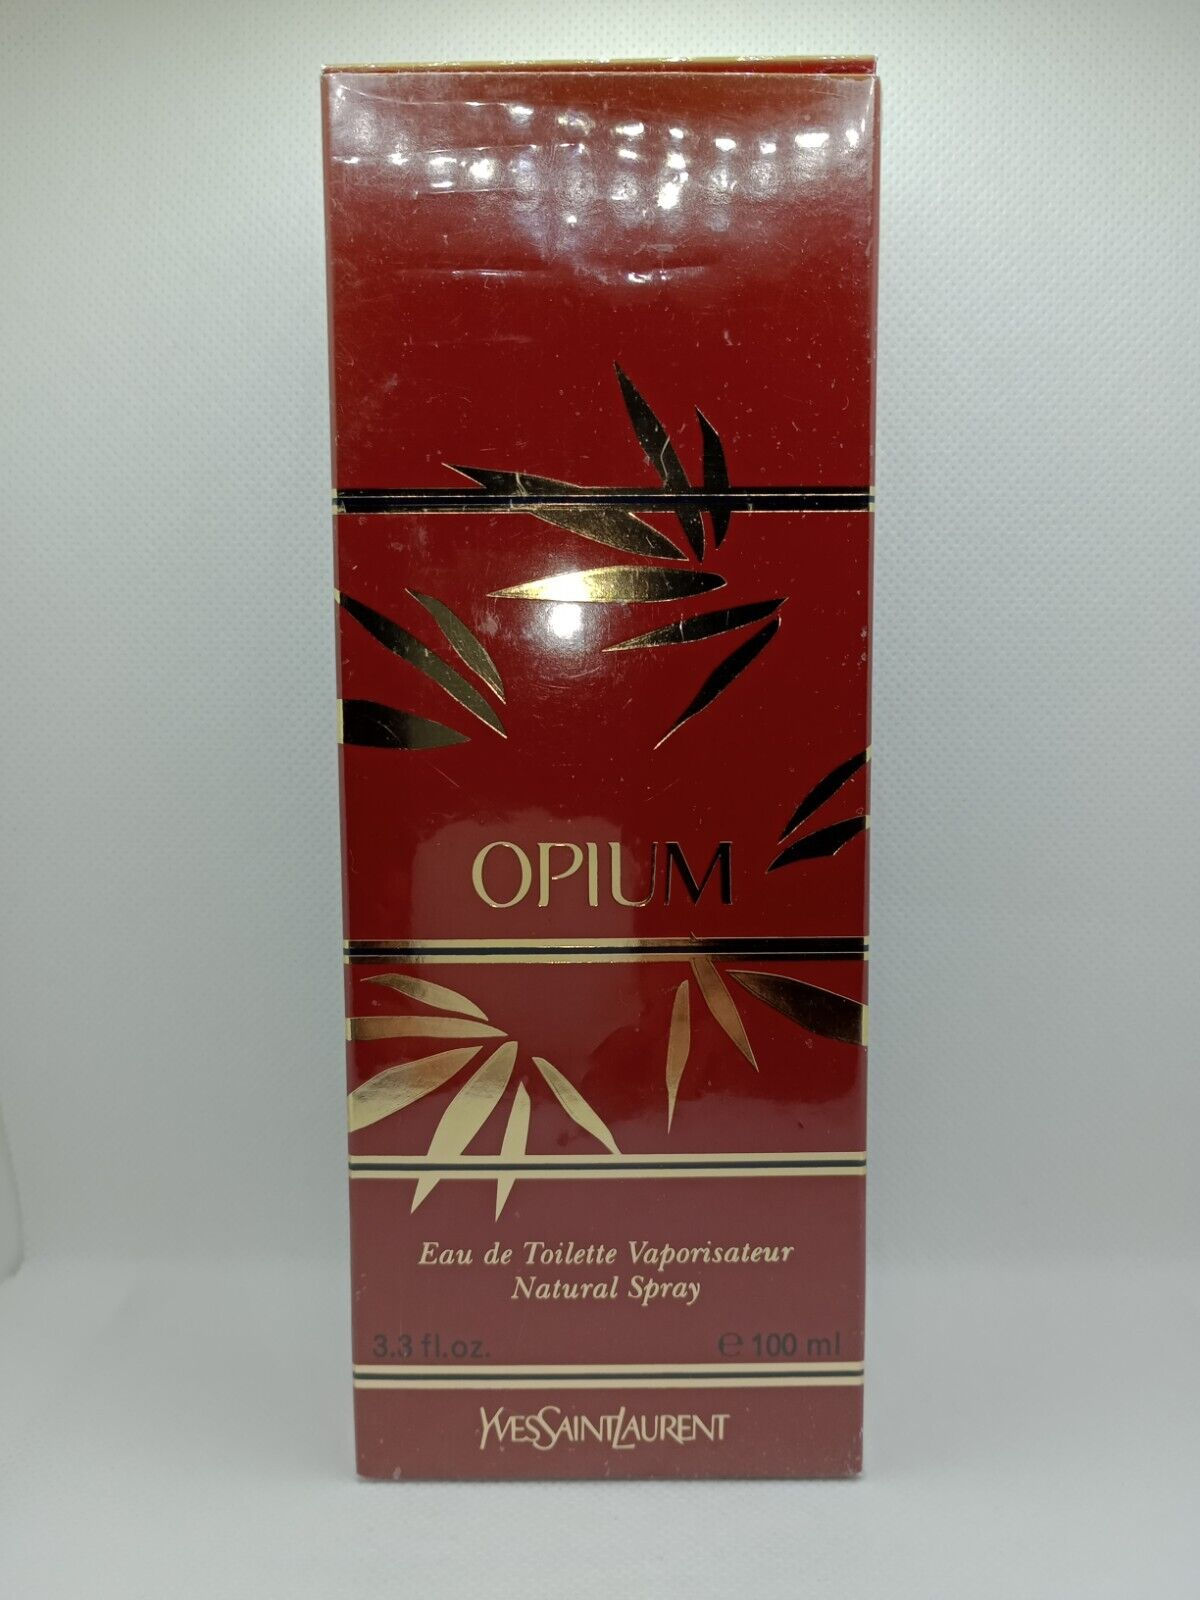 OPIUM
Eau de Toilette Vaporisateur
Natural Spray
3.3 fl.oz. ℮ 100 ml
YVESSAINTLAURENT